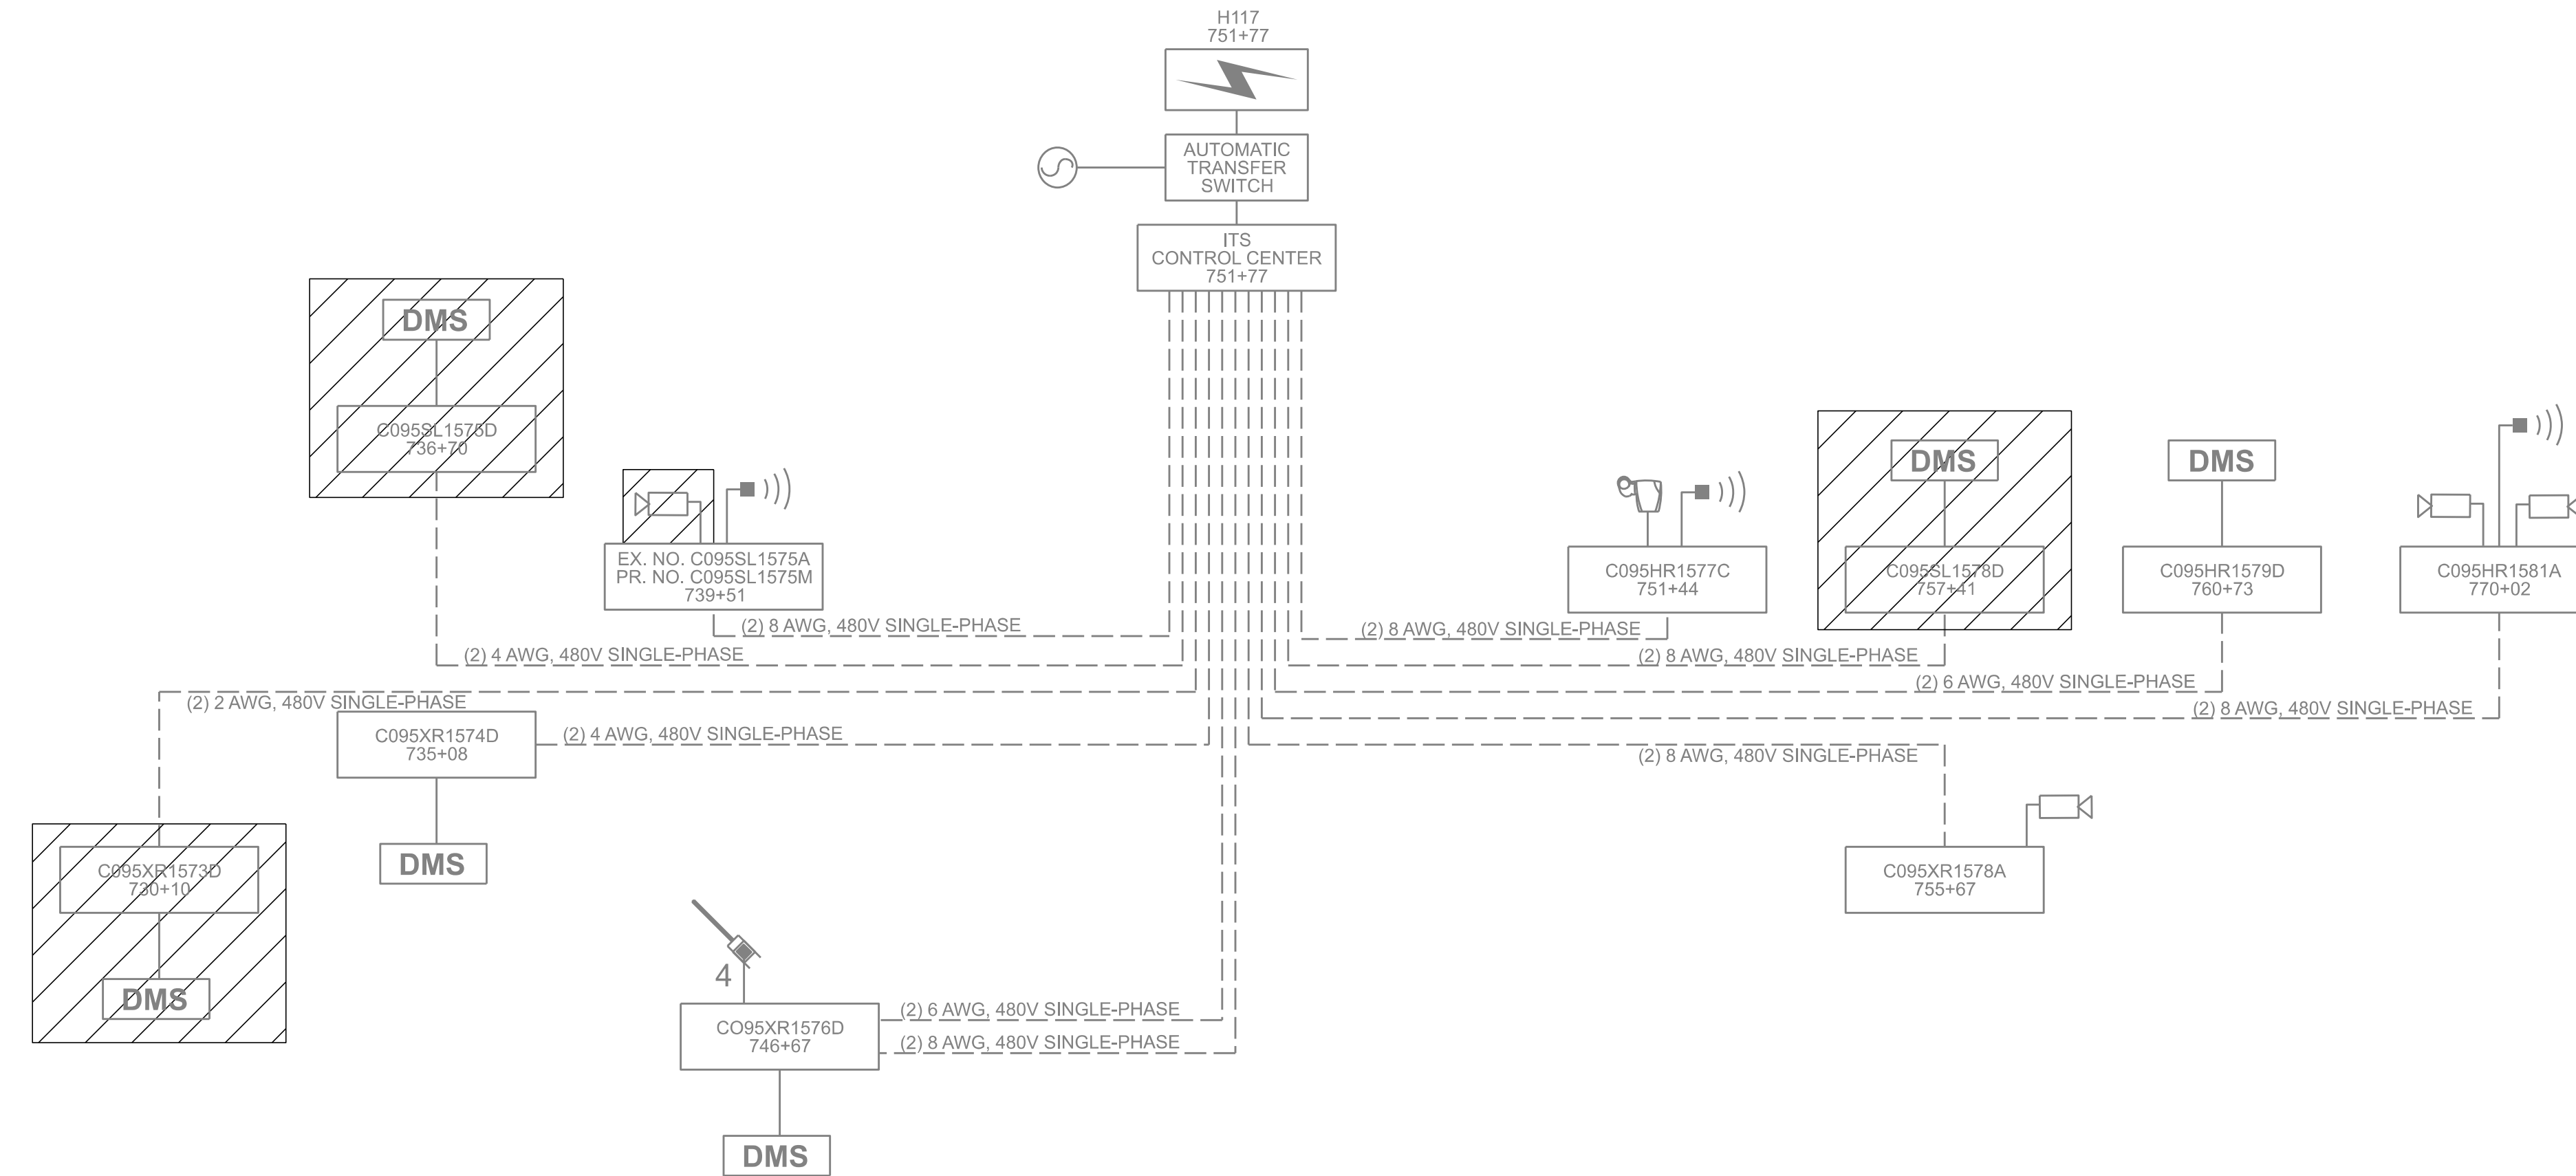 H117
751+77
AUTOMATIC
TRANSFER
SWITCH
ITS
CONTROL CENTER
751+77
DMS
C095SL1575D
736+70
EX. NO. C095SL1575A
PR. NO. C095SL1575M
739+51
C095HR1577C
751+44
DMS
C095SL1578D
757+41
DMS
C095HR1579D
760+73
C095HR1581A
770+02
(2) 8 AWG, 480V SINGLE-PHASE
(2) 8 AWG, 480V SINGLE-PHASE
(2) 4 AWG, 480V SINGLE-PHASE
(2) 8 AWG, 480V SINGLE-PHASE
(2) 6 AWG, 480V SINGLE-PHASE
(2) 2 AWG, 480V SINGLE-PHASE
(2) 8 AWG, 480V SINGLE-PHASE
C095XR1574D
735+08
(2) 4 AWG, 480V SINGLE-PHASE
(2) 8 AWG, 480V SINGLE-PHASE
DMS
C095XR1573D
730+10
C095XR1578A
755+67
DMS
4
CO95XR1576D
746+67
(2) 6 AWG, 480V SINGLE-PHASE
(2) 8 AWG, 480V SINGLE-PHASE
DMS